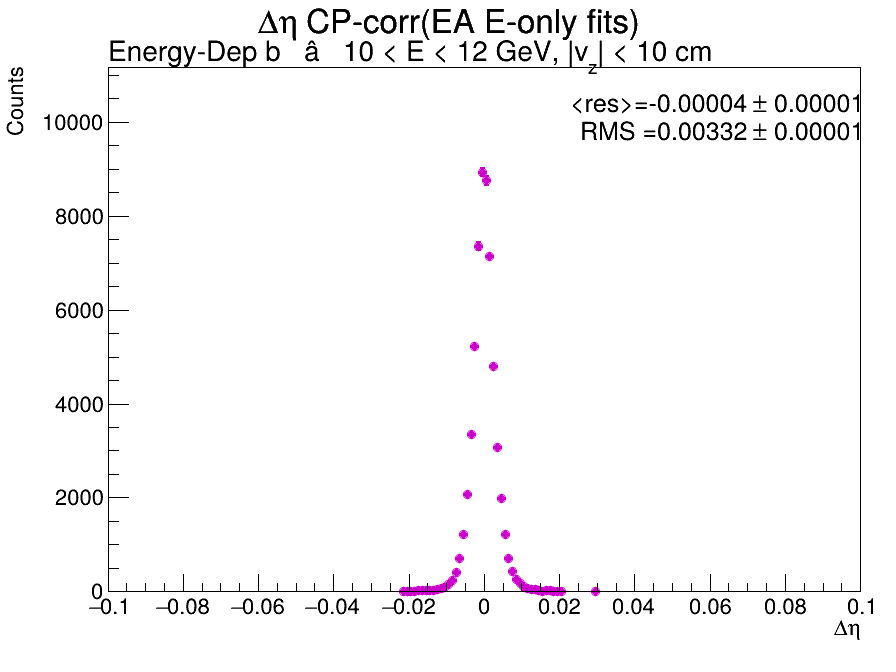 Δη CP-corr(EA E-only fits)
Energy-Dep b â 10 < E < 12 GeV, |v_z| < 10 cm
<res>=-0.00004 ± 0.00001
RMS =0.00332 ± 0.00001
Counts
10000
8000
6000
4000
2000
0
−0.1 −0.08 −0.06 −0.04 −0.02 0 0.02 0.04 0.06 0.08 0.1
Δη